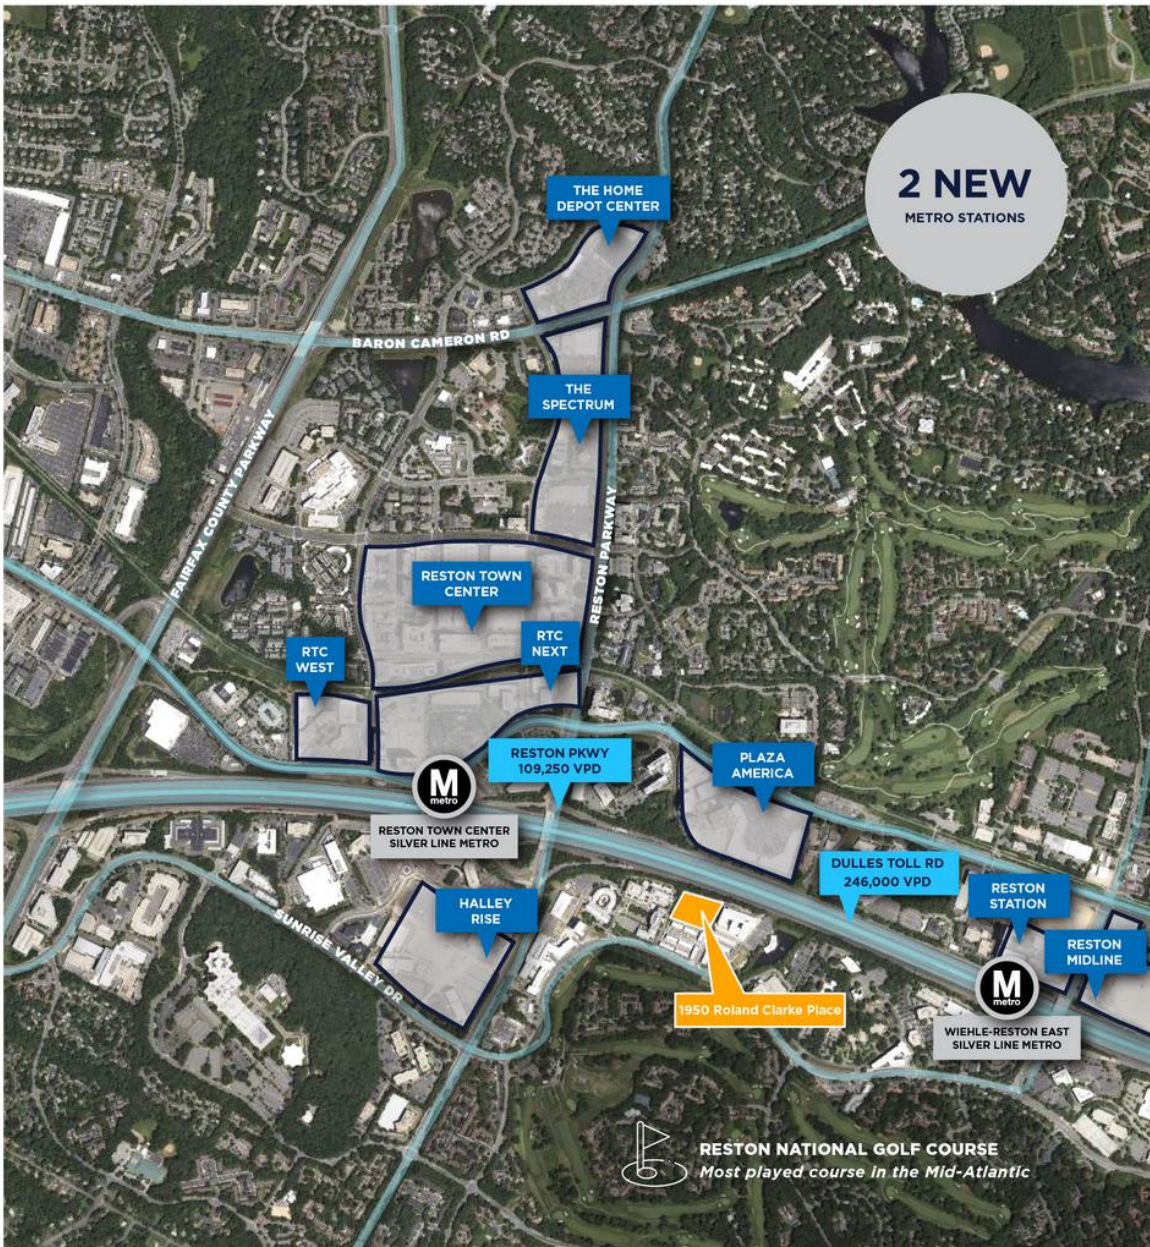 2 NEW
METRO STATIONS
THE HOME
DEPOT CENTER
BARON CAMERON RD
THE
SPECTRUM
FAIRFAX COUNTY PARKWAY
RESTON PARKWAY
RESTON TOWN
CENTER
RTC
WEST
RTC
NEXT
RESTON PKWY
109,250 VPD
PLAZA
AMERICA
M
metro
RESTON TOWN CENTER
SILVER LINE METRO
DULLES TOLL RD
246,000 VPD
HALLEY
RISE
SUNRISE VALLEY DR
RESTON
STATION
RESTON
MIDLINE
M
metro
WIEHLE-RESTON EAST
SILVER LINE METRO
1950 Roland Clarke Place
RESTON NATIONAL GOLF COURSE
Most played course in the Mid-Atlantic